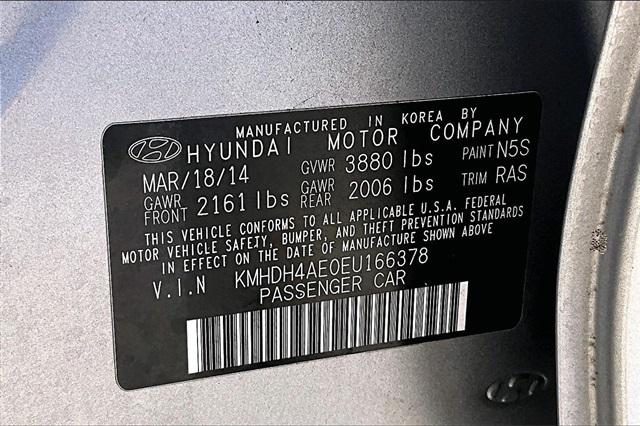 MANUFACTURED IN KOREA BY
HYUNDAI MOTOR COMPANY
MAR/18/14 GVWR 3880 lbs PAINT N5S
GAWR FRONT 2161 lbs GAWR REAR 2006 lbs TRIM RAS
THIS VEHICLE CONFORMS TO ALL APPLICABLE U.S.A. FEDERAL
MOTOR VEHICLE SAFETY, BUMPER, AND THEFT PREVENTION STANDARDS
IN EFFECT ON THE DATE OF MANUFACTURE SHOWN ABOVE
V.I.N KMHDH4AE0EU166378
PASSENGER CAR